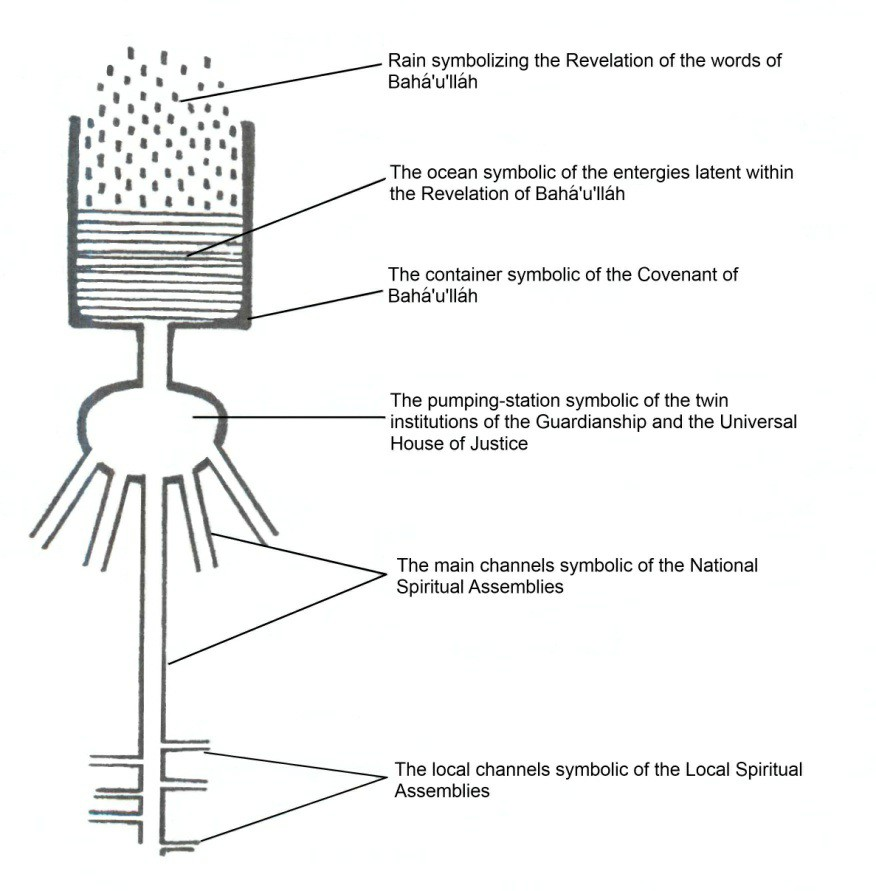 Rain symbolizing the Revelation of the words of
Bahá'u'lláh
The ocean symbolic of the entergies latent within
the Revelation of Bahá'u'lláh
The container symbolic of the Covenant of
Bahá'u'lláh
The pumping-station symbolic of the twin
institutions of the Guardianship and the Universal
House of Justice
The main channels symbolic of the National
Spiritual Assemblies
The local channels symbolic of the Local Spiritual
Assemblies